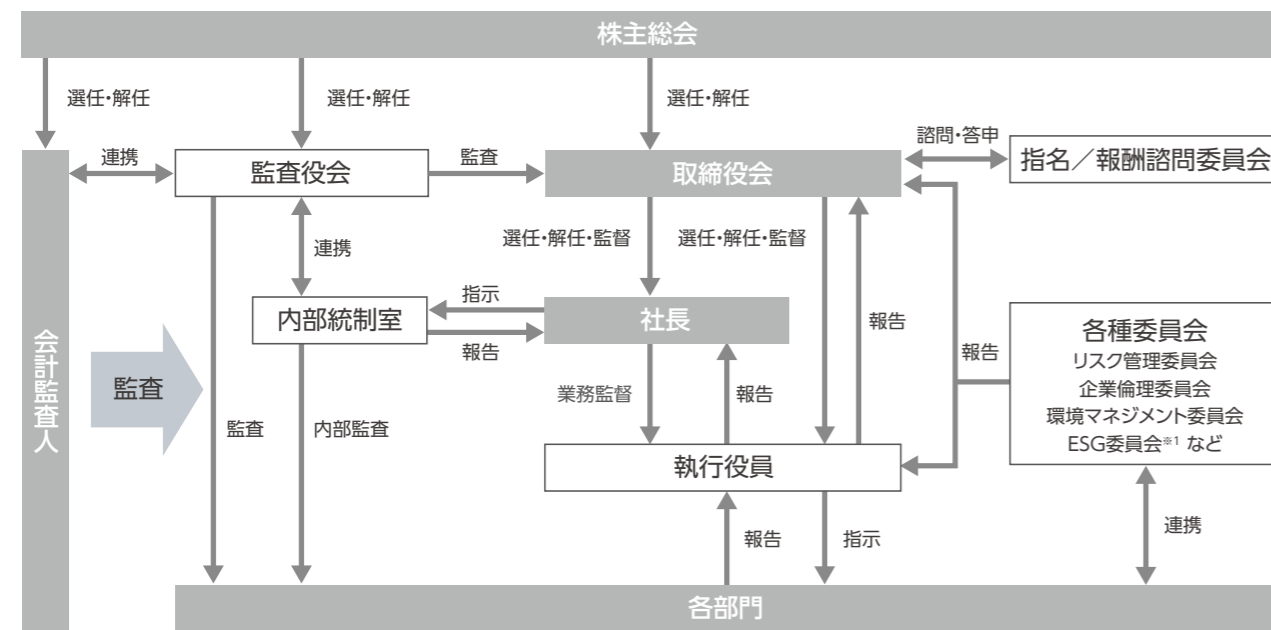 株主総会
選任・解任
選任・解任
選任・解任
諮問・答申
連携
監査役会
監査
取締役会
指名／報酬諮問委員会
連携
選任・解任・監督
選任・解任・監督
内部統制室
指示
報告
社長
報告
報告
各種委員会
リスク管理委員会
企業倫理委員会
環境マネジメント委員会
ESG委員会※1 など
会計監査人
監査
監査
内部監査
業務監督
報告
執行役員
報告
指示
連携
各部門